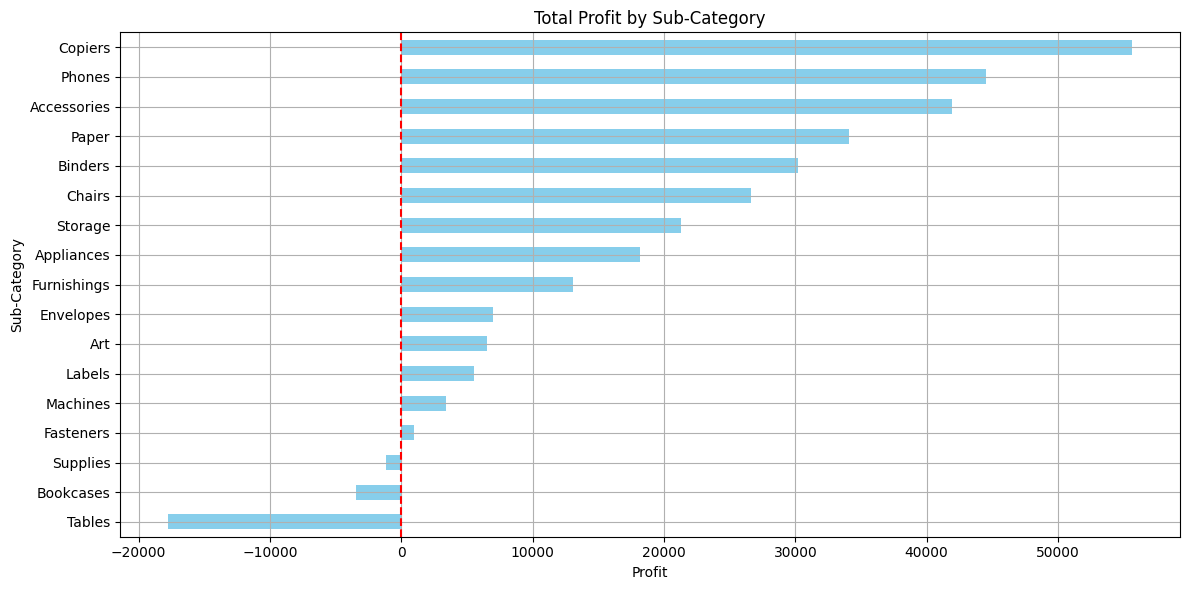 Total Profit by Sub-Category
Copiers
Phones
Accessories
Paper
Binders
Chairs
Storage
Appliances
Furnishings
Envelopes
Art
Labels
Machines
Fasteners
Supplies
Bookcases
Tables
Sub-Category
−20000 −10000 0 10000 20000 30000 40000 50000
Profit